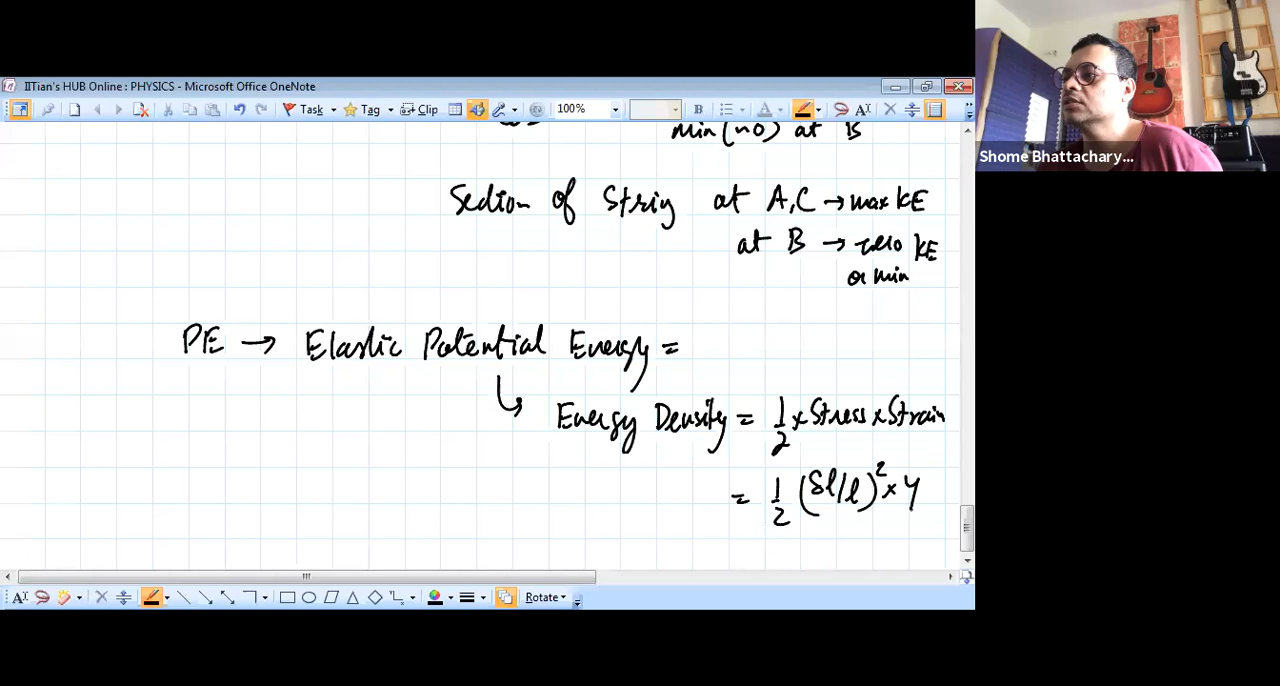 IITian's HUB Online : PHYSICS - Microsoft Office OneNote
Task Tag Clip 100% B A
min(no) at B
Section of String at A,C → max KE
Shome Bhattachary...
at B → zero KE
or min
PE → Elastic Potential Energy =
Energy Density = 1/2 x Stress x Strain
= 1/2 (δl/l)² x Y
Rotate